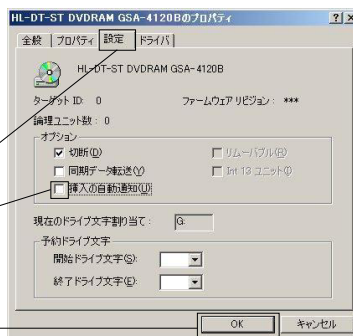 HL-DT-ST DVDRAM GSA-4120Bのプロパティ
全般 プロパティ 設定 ドライバ
HL-DT-ST DVDRAM GSA-4120B
ターゲット ID: 0 ファームウェア リビジョン: ***
論理ユニット数: 0
オプション
切断(D) リムーバブル(R)
同期データ転送(Y) Int 13 ユニット(I)
挿入の自動通知(U)
現在のドライブ文字割り当て: G:
予約ドライブ文字
開始ドライブ文字(S):
終了ドライブ文字(E):
OK キャンセル